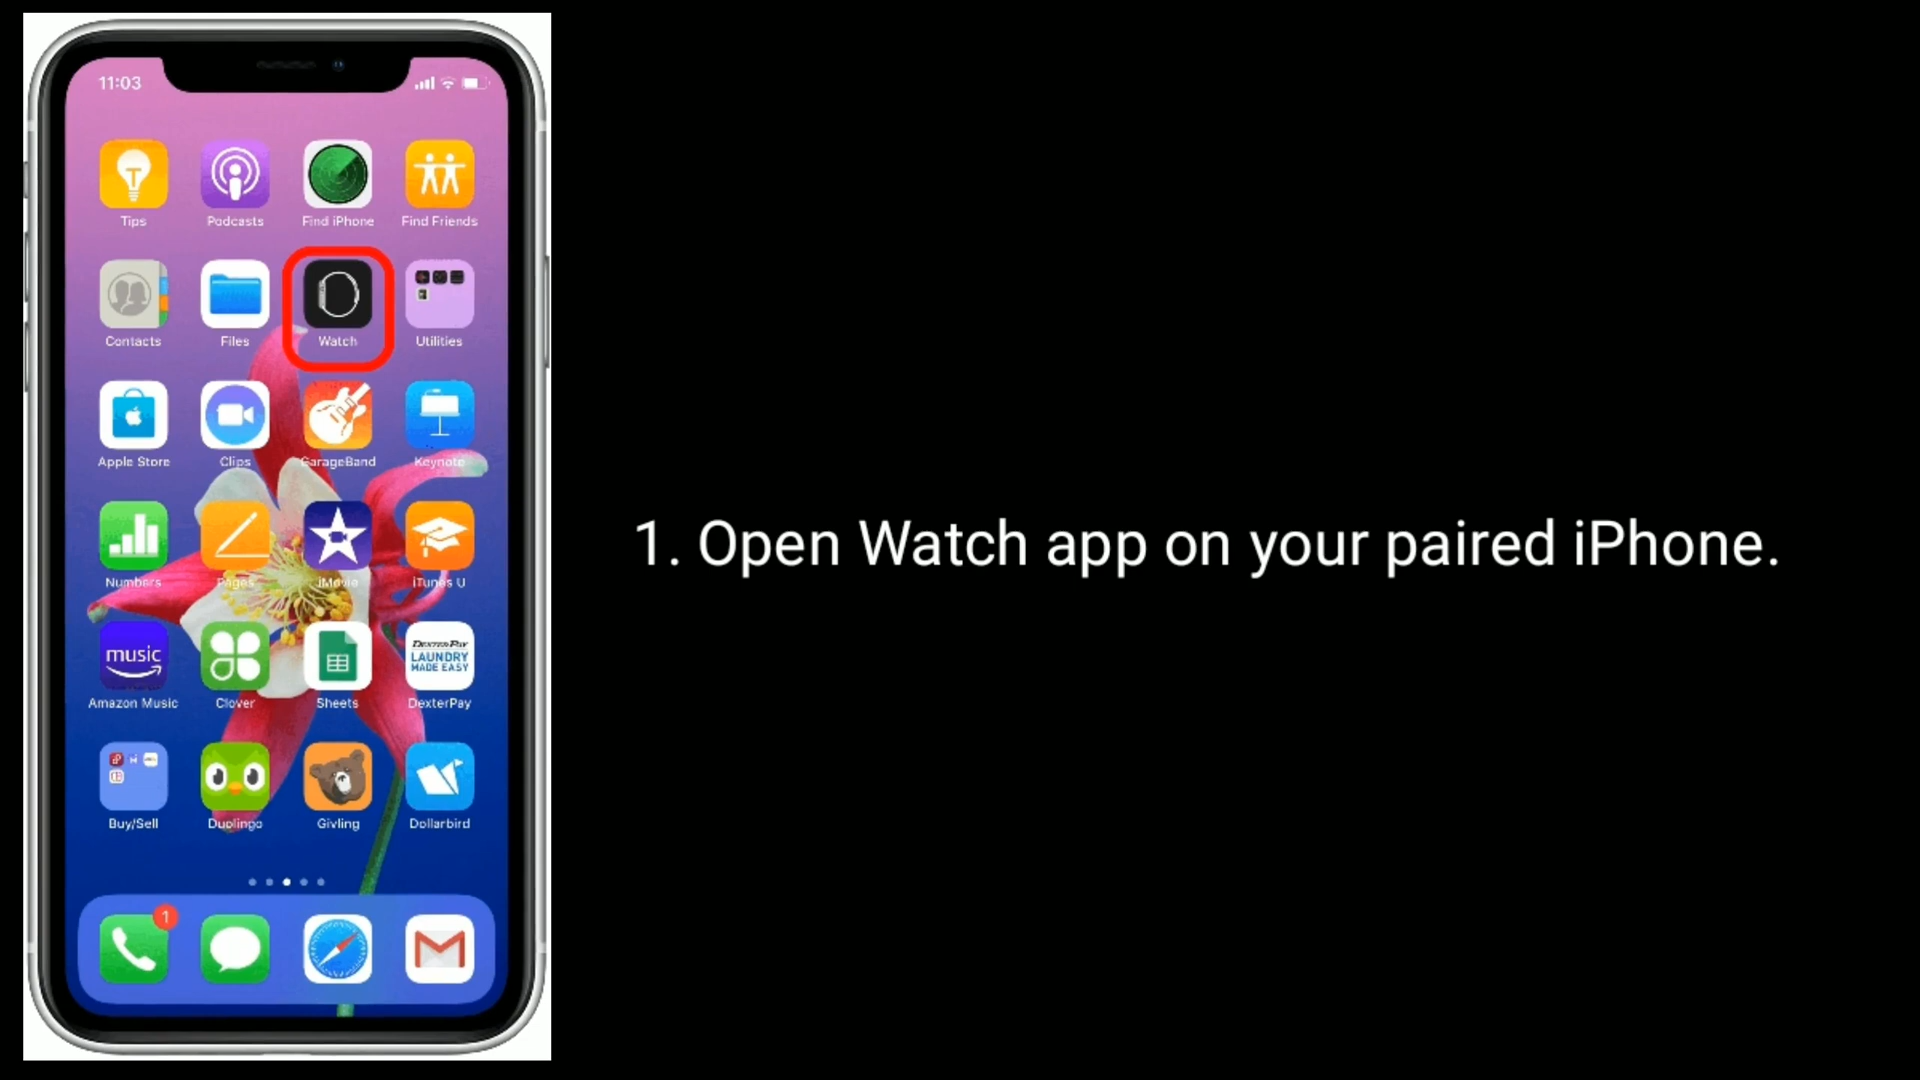 11:03
Tips Podcasts Find iPhone Find Friends
Contacts Files Watch Utilities
Apple Store Clips GarageBand Keynote
Numbers Pages iMovie iTunes U
music
DexterPay
LAUNDRY
MADE EASY
Amazon Music Clover Sheets DexterPay
Buy/Sell Duolingo Givling Dollarbird
1
1. Open Watch app on your paired iPhone.